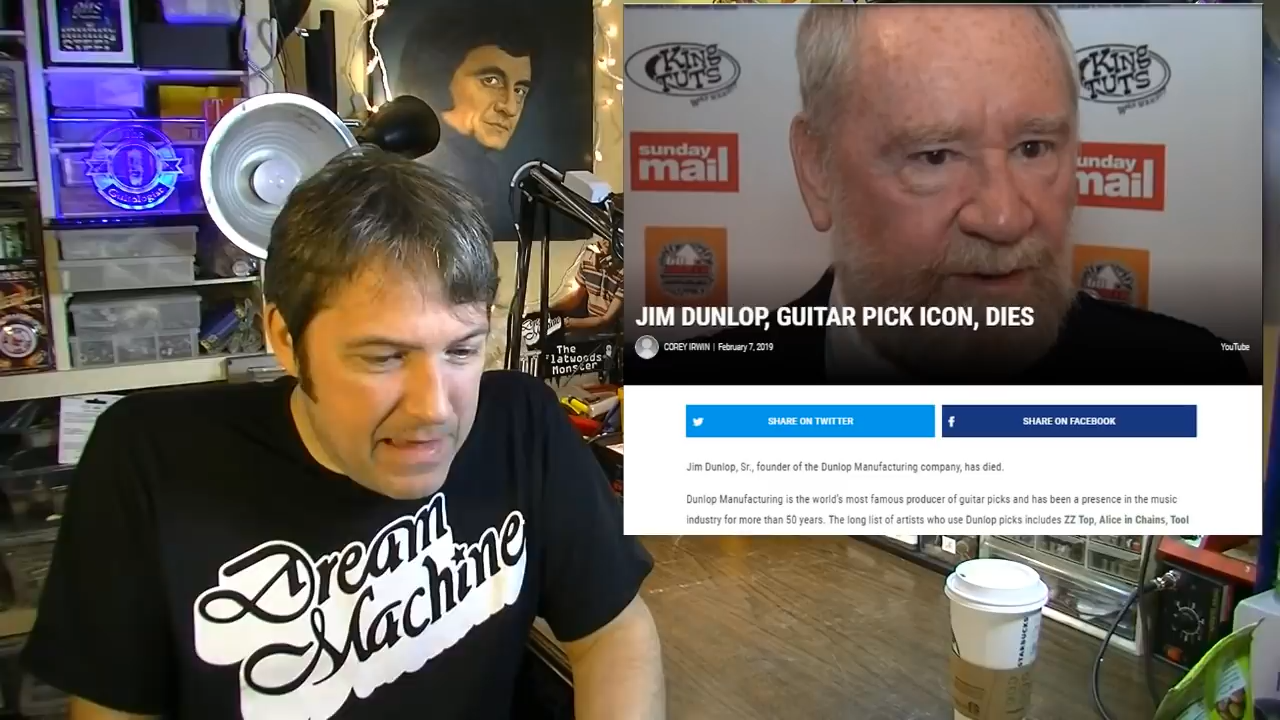 KING
TUT'S
KING
TUT'S
sunday
mail
unday
mail
JIM DUNLOP, GUITAR PICK ICON, DIES
COREY IRWIN | February 7, 2019
YouTube
SHARE ON TWITTER
SHARE ON FACEBOOK
Jim Dunlop, Sr., founder of the Dunlop Manufacturing company, has died.
Dunlop Manufacturing is the world's most famous producer of guitar picks and has been a presence in the music
industry for more than 50 years. The long list of artists who use Dunlop picks includes ZZ Top, Alice in Chains, Tool
The
Flatwoods
Monster
Dream
Machine
STARBUCKS